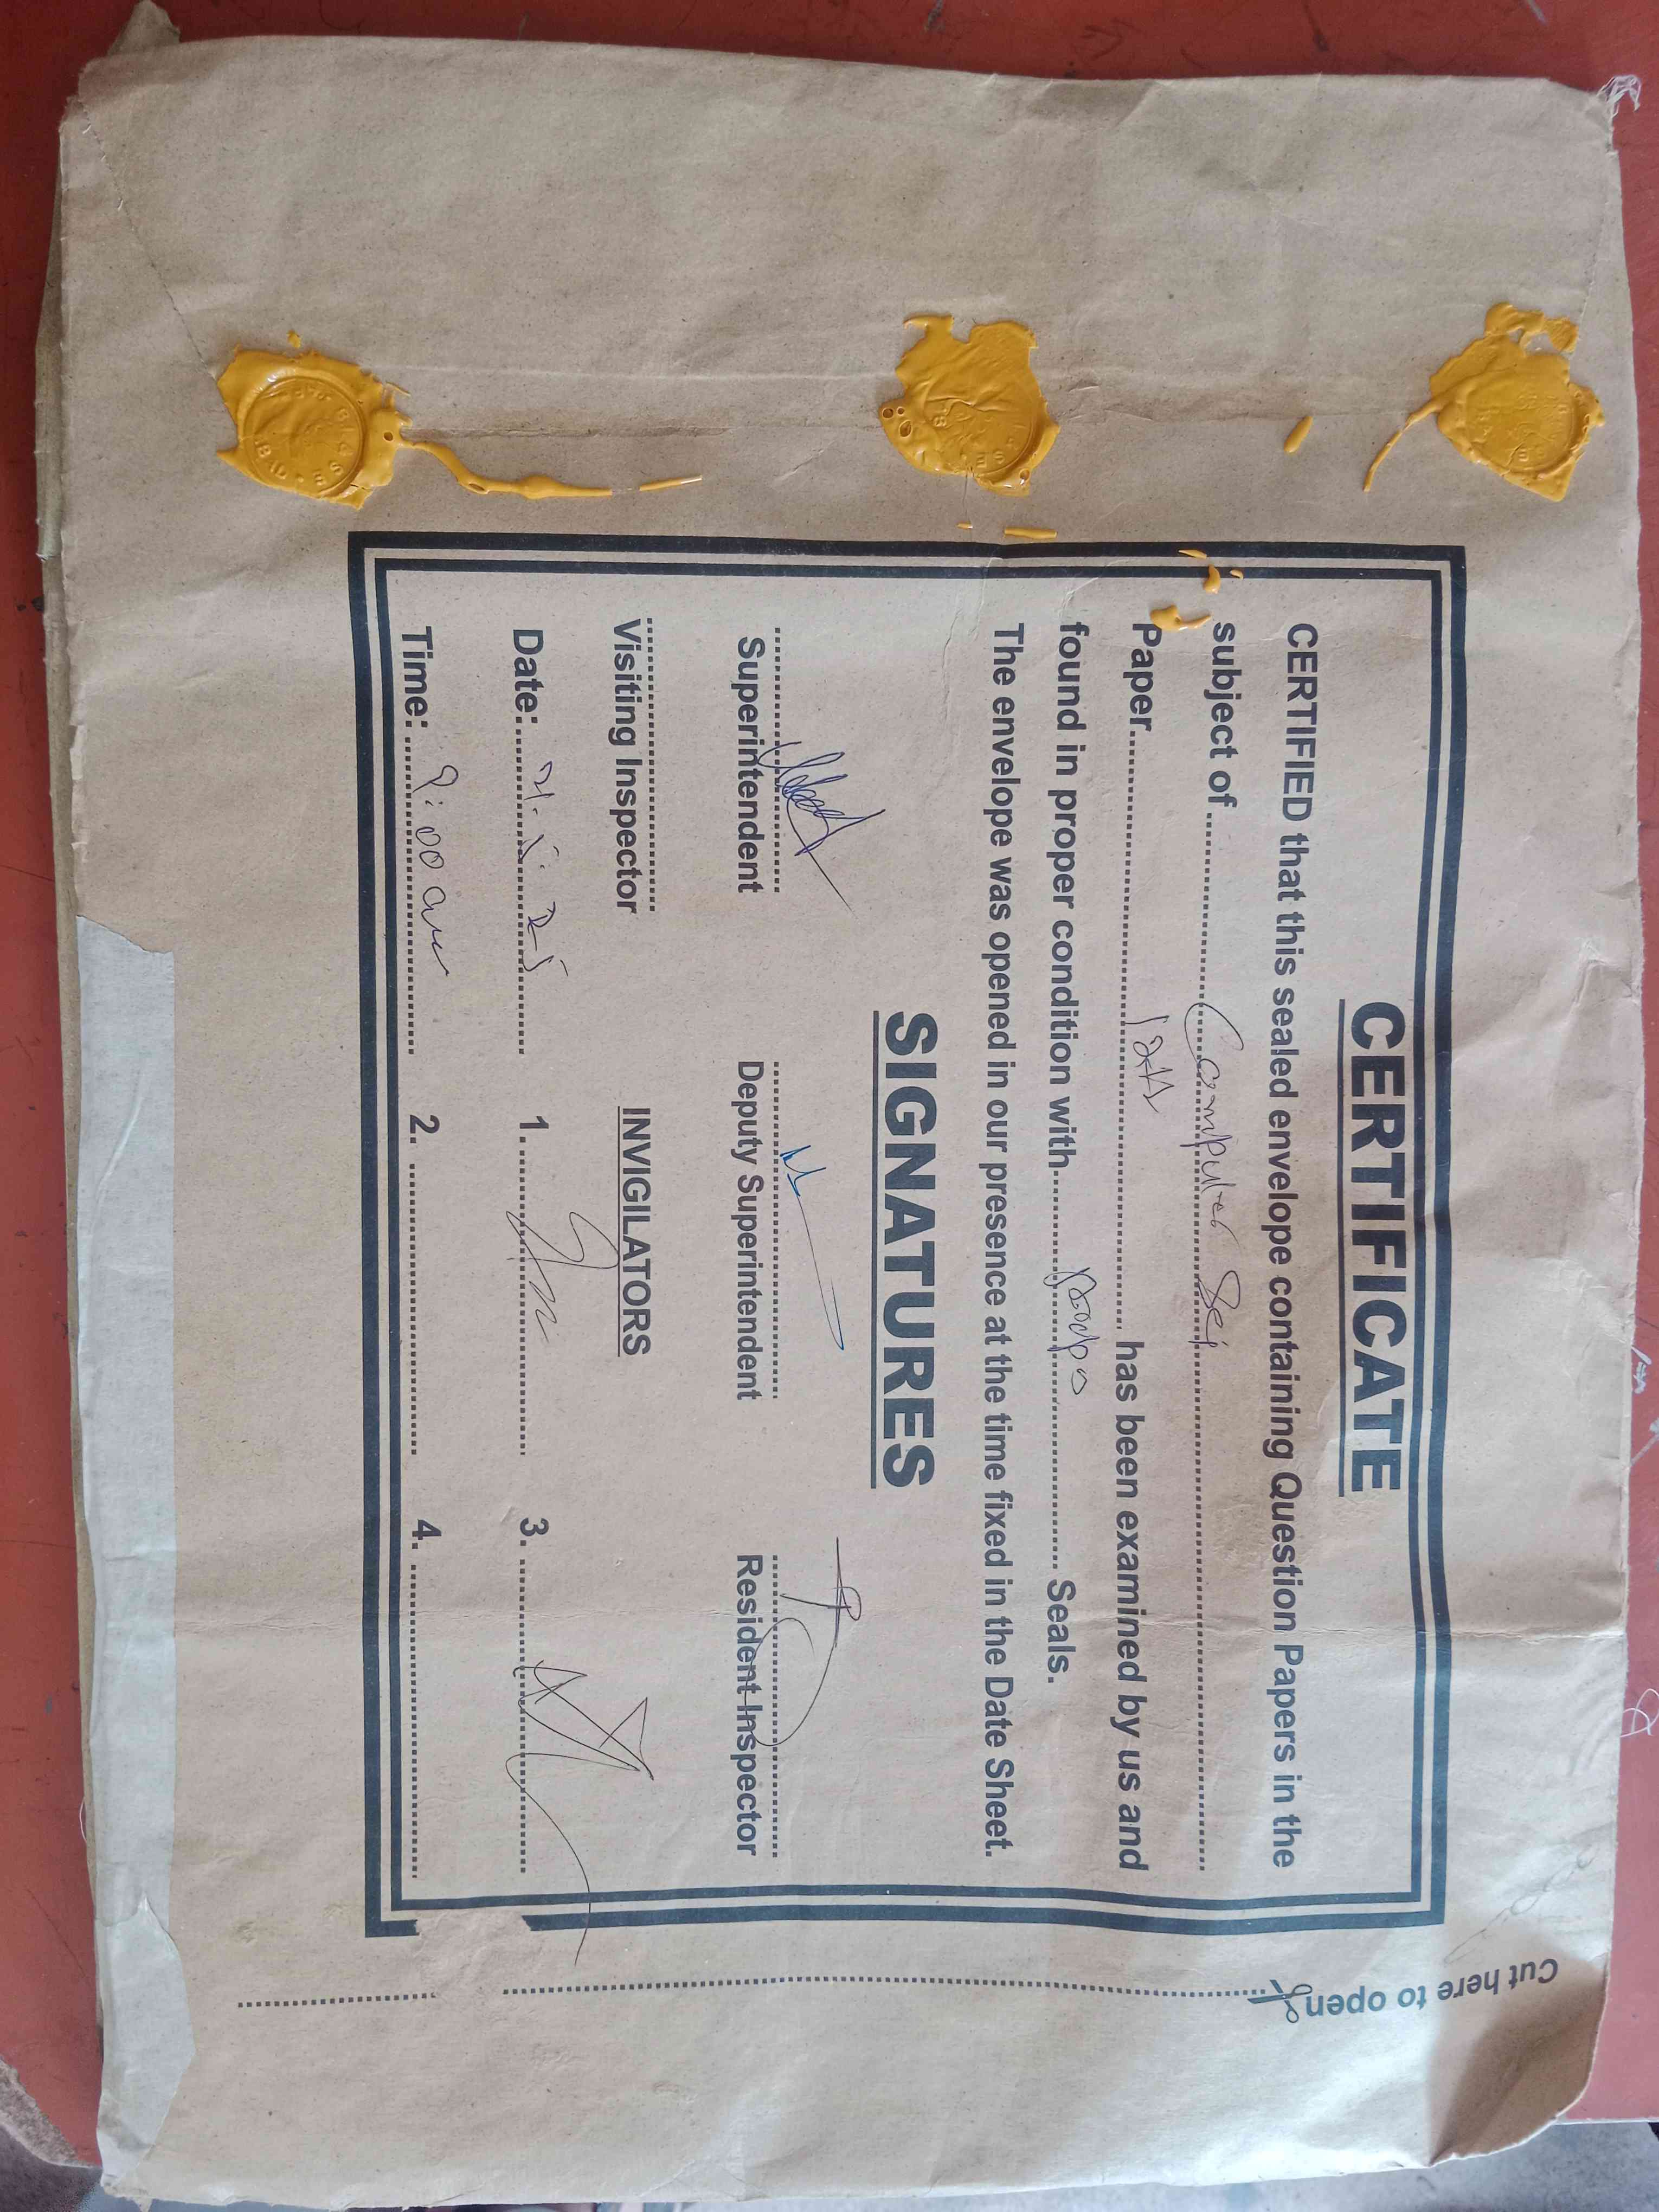 CERTIFICATE
CERTIFIED that this sealed envelope containing Question Papers in the
subject of........Computer Sci........
Paper........12th........ has been examined by us and
found in proper condition with................ Seals.
The envelope was opened in our presence at the time fixed in the Date Sheet.
SIGNATURES
Superintendent Deputy Superintendent Resident Inspector
Visiting Inspector INVIGILATORS
Date: 1. 3.
Time: 9:00 am 2. 4.
Cut here to open